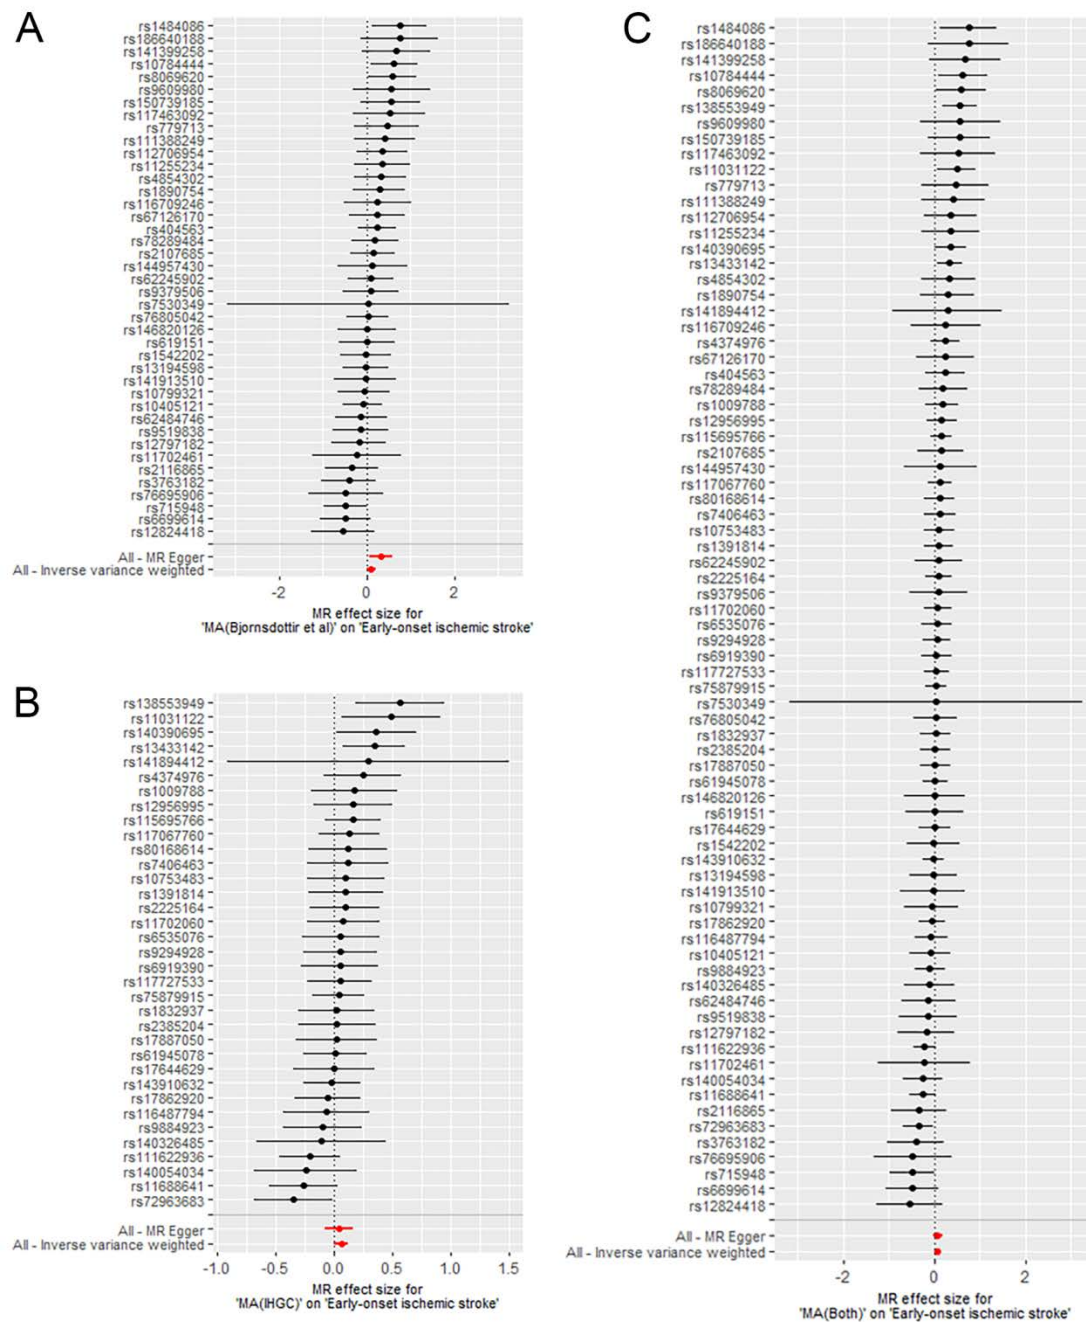 A
rs1484086
rs186640188
rs141399258
rs10784444
rs8069620
rs9609980
rs150739185
rs117463092
rs779713
rs111388249
rs112706954
rs11255234
rs4854302
rs1890754
rs116709246
rs67126170
rs404563
rs78289484
rs2107685
rs144957430
rs62245902
rs9379506
rs7530349
rs76805042
rs146820126
rs619151
rs1542202
rs13194598
rs141913510
rs10799321
rs10405121
rs62484746
rs9519838
rs12797182
rs11702461
rs2116865
rs3763182
rs76695906
rs715948
rs6699614
rs12824418
All - MR Egger
All - Inverse variance weighted
-2 0 2
MR effect size for
'MA(Bjornsdottir et al)' on 'Early-onset ischemic stroke'
B
rs138553949
rs11031122
rs140390695
rs13433142
rs141894412
rs4374976
rs1009788
rs12956995
rs115695766
rs117067760
rs80168614
rs7406463
rs10753483
rs1391814
rs2225164
rs11702060
rs6535076
rs9294928
rs6919390
rs117727533
rs75879915
rs1832937
rs2385204
rs17887050
rs61945078
rs17644629
rs143910632
rs17862920
rs116487794
rs9884923
rs140326485
rs111622936
rs140054034
rs11688641
rs72963683
All - MR Egger
All - Inverse variance weighted
-1.0 -0.5 0.0 0.5 1.0 1.5
MR effect size for
'MA(IHGC)' on 'Early-onset ischemic stroke'
C
rs1484086
rs186640188
rs141399258
rs10784444
rs8069620
rs138553949
rs9609980
rs150739185
rs117463092
rs11031122
rs779713
rs111388249
rs112706954
rs11255234
rs140390695
rs13433142
rs4854302
rs1890754
rs141894412
rs116709246
rs4374976
rs67126170
rs404563
rs78289484
rs1009788
rs12956995
rs115695766
rs2107685
rs144957430
rs117067760
rs80168614
rs7406463
rs10753483
rs1391814
rs62245902
rs2225164
rs9379506
rs11702060
rs6535076
rs9294928
rs6919390
rs117727533
rs75879915
rs7530349
rs76805042
rs1832937
rs2385204
rs17887050
rs61945078
rs146820126
rs619151
rs17644629
rs1542202
rs143910632
rs13194598
rs141913510
rs10799321
rs17862920
rs116487794
rs10405121
rs9884923
rs140326485
rs62484746
rs9519838
rs12797182
rs111622936
rs11702461
rs140054034
rs11688641
rs2116865
rs72963683
rs3763182
rs76695906
rs715948
rs6699614
rs12824418
All - MR Egger
All - Inverse variance weighted
-2 0 2
MR effect size for
'MA(Both)' on 'Early-onset ischemic stroke'